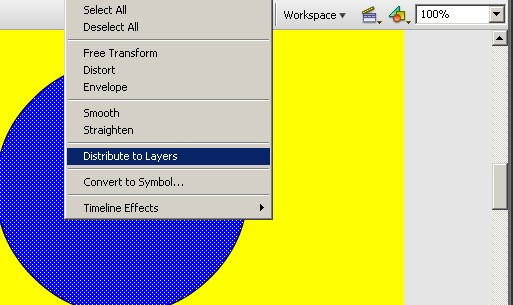 Select All
Workspace
100%
Deselect All
Free Transform
Distort
Envelope
Smooth
Straighten
Distribute to Layers
Convert to Symbol...
Timeline Effects